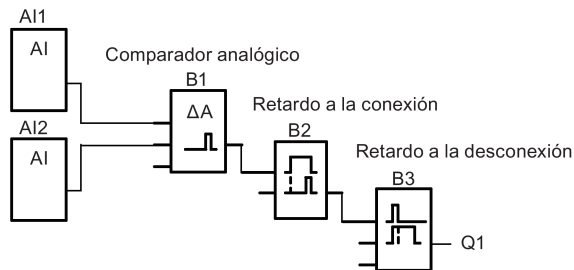 AI1
AI
Comparador analógico
B1
ΔA
AI2
AI
Retardo a la conexión
B2
Retardo a la desconexión
B3
Q1